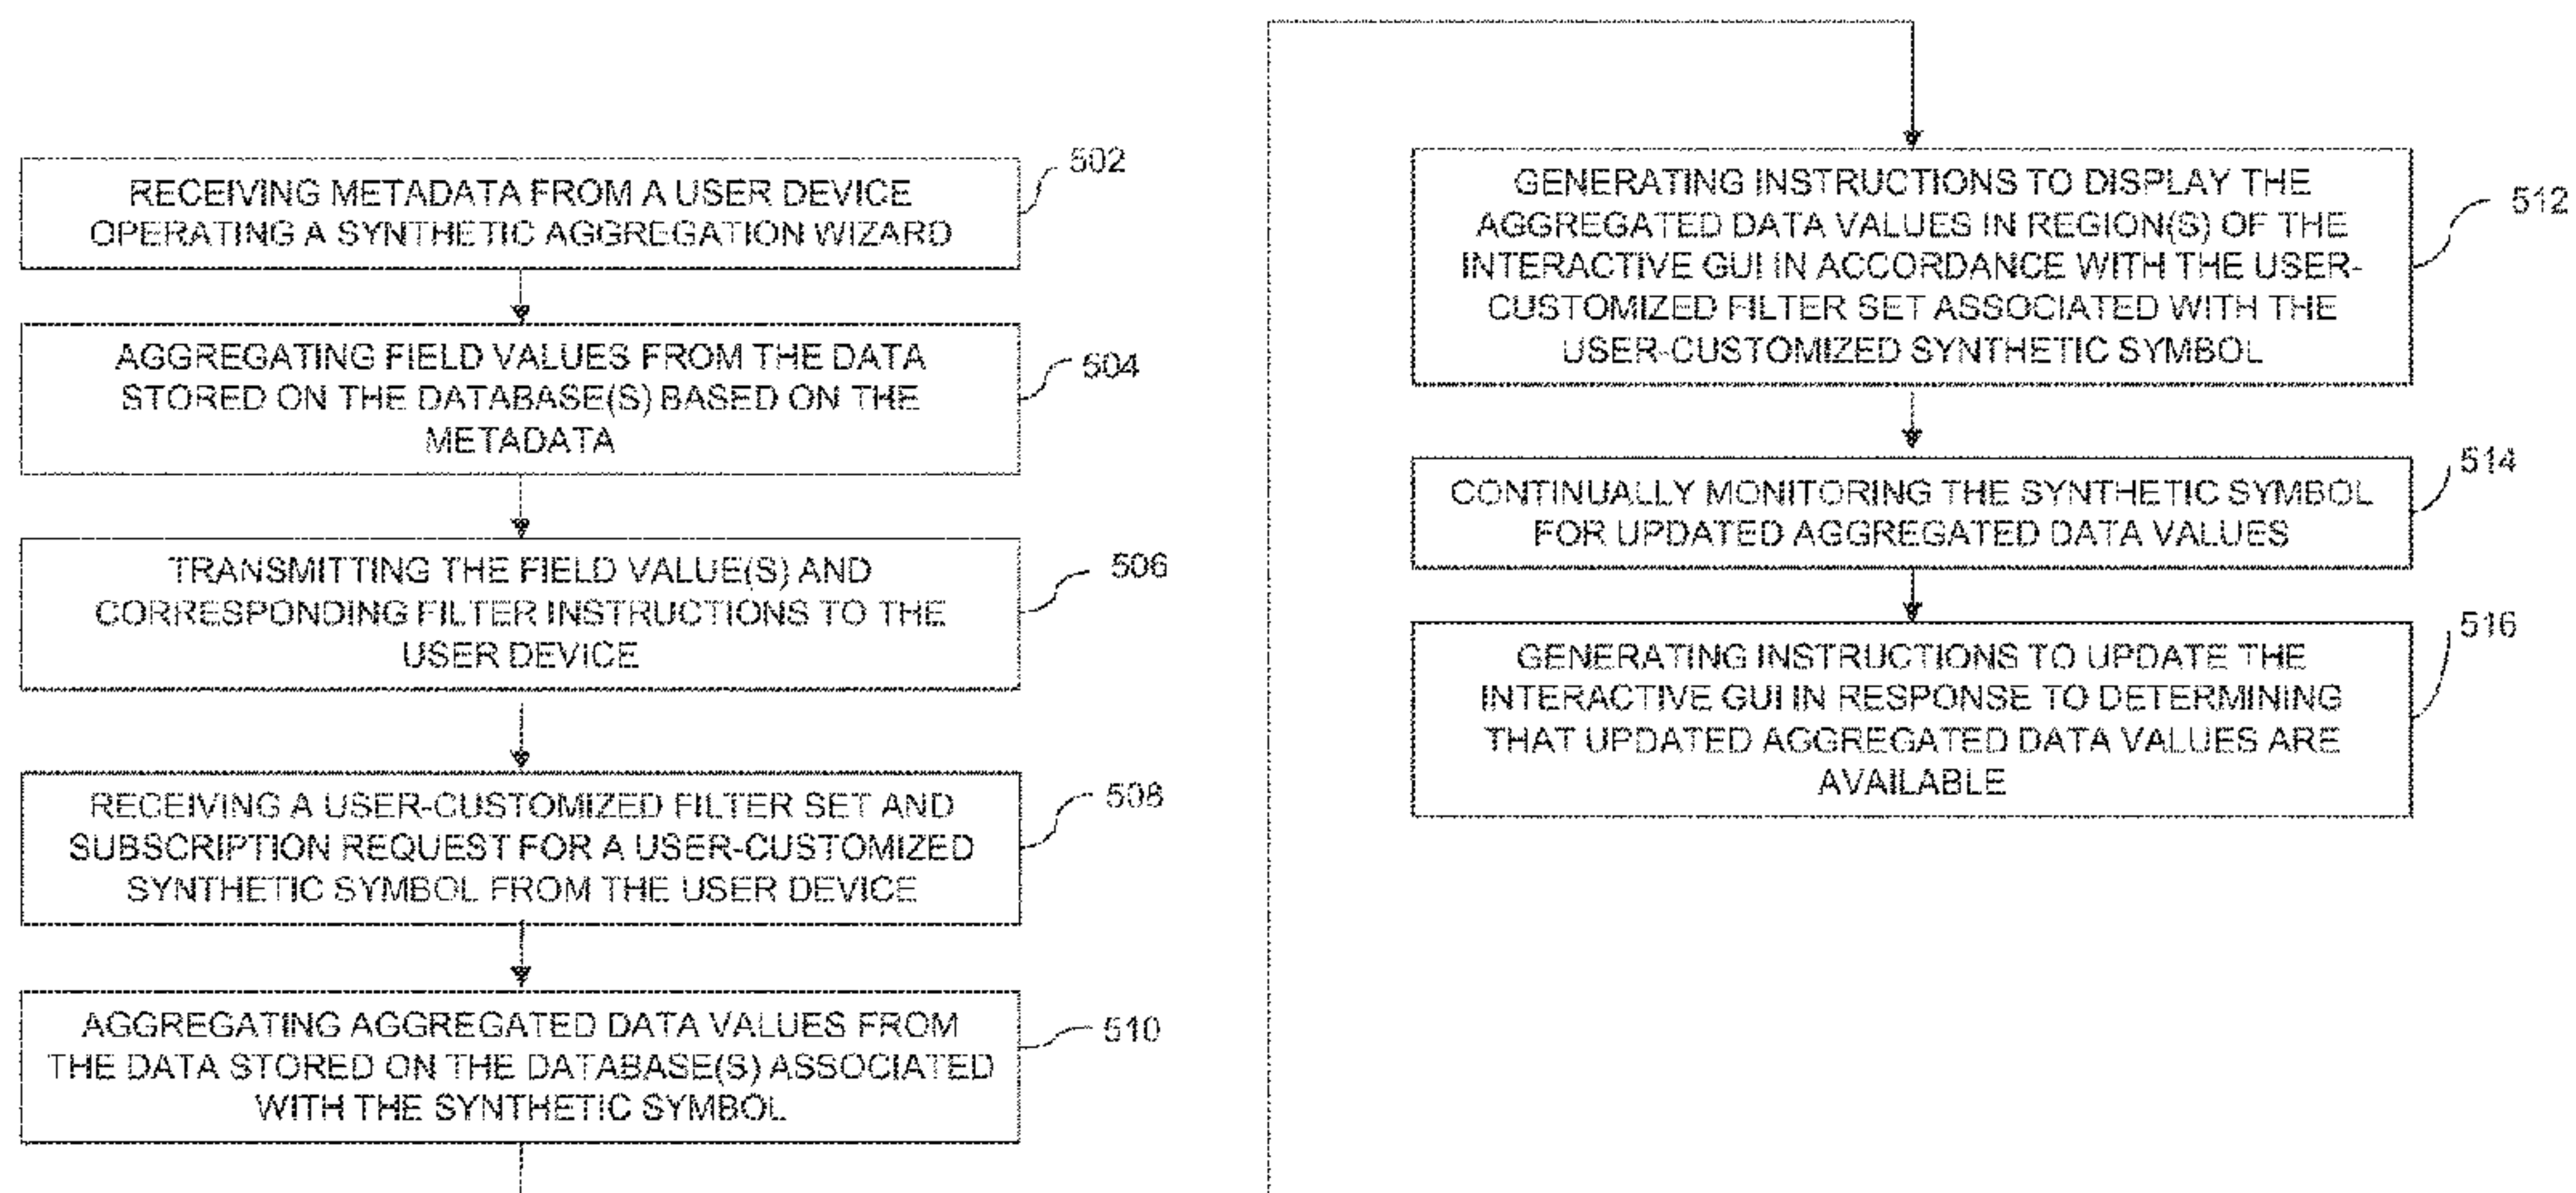 RECEIVING METADATA FROM A USER DEVICE
OPERATING A SYNTHETIC AGGREGATION WIZARD
502
AGGREGATING FIELD VALUES FROM THE DATA
STORED ON THE DATABASE(S) BASED ON THE
METADATA
504
TRANSMITTING THE FIELD VALUE(S) AND
CORRESPONDING FILTER INSTRUCTIONS TO THE
USER DEVICE
506
RECEIVING A USER-CUSTOMIZED FILTER SET AND
SUBSCRIPTION REQUEST FOR A USER-CUSTOMIZED
SYNTHETIC SYMBOL FROM THE USER DEVICE
508
AGGREGATING AGGREGATED DATA VALUES FROM
THE DATA STORED ON THE DATABASE(S) ASSOCIATED
WITH THE SYNTHETIC SYMBOL
510
GENERATING INSTRUCTIONS TO DISPLAY THE
AGGREGATED DATA VALUES IN REGION(S) OF THE
INTERACTIVE GUI IN ACCORDANCE WITH THE USER-
CUSTOMIZED FILTER SET ASSOCIATED WITH THE
USER-CUSTOMIZED SYNTHETIC SYMBOL
512
CONTINUALLY MONITORING THE SYNTHETIC SYMBOL
FOR UPDATED AGGREGATED DATA VALUES
514
GENERATING INSTRUCTIONS TO UPDATE THE
INTERACTIVE GUI IN RESPONSE TO DETERMINING
THAT UPDATED AGGREGATED DATA VALUES ARE
AVAILABLE
516